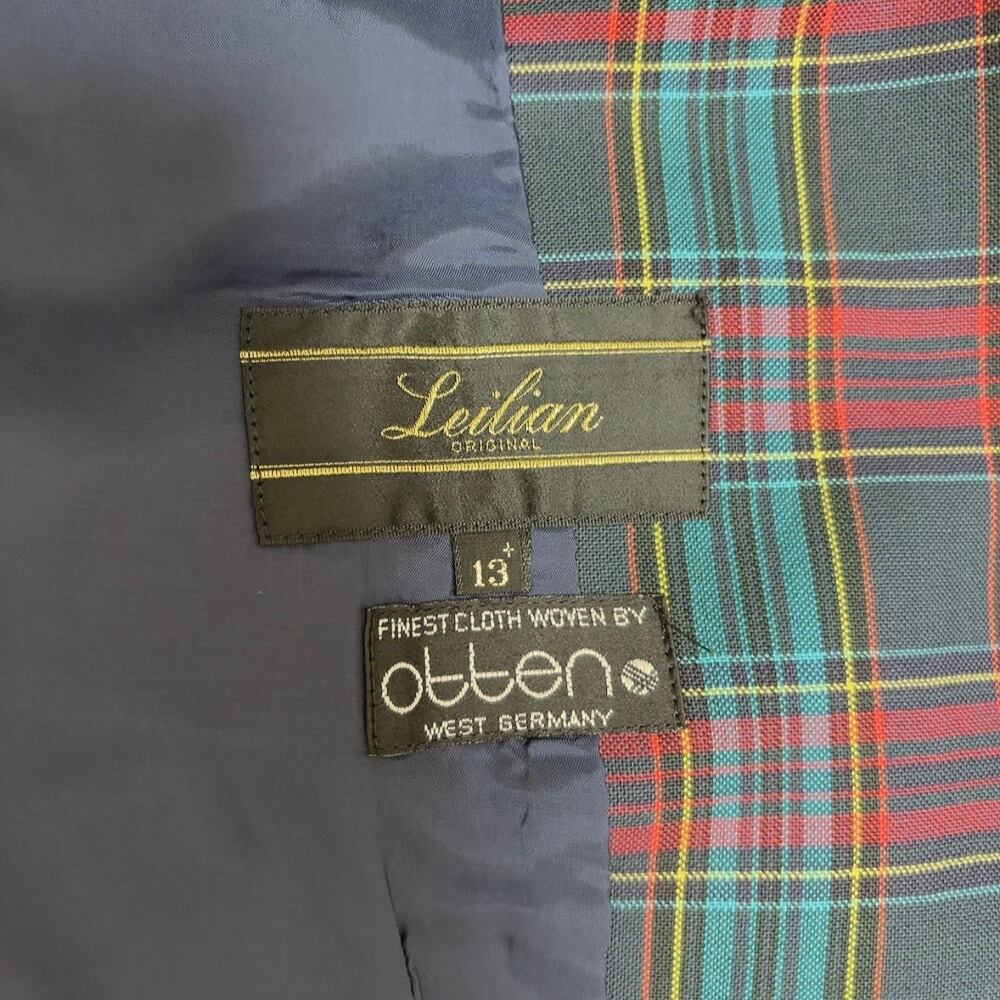 Leilian
ORIGINAL
13+
FINEST CLOTH WOVEN BY
otten
WEST GERMANY